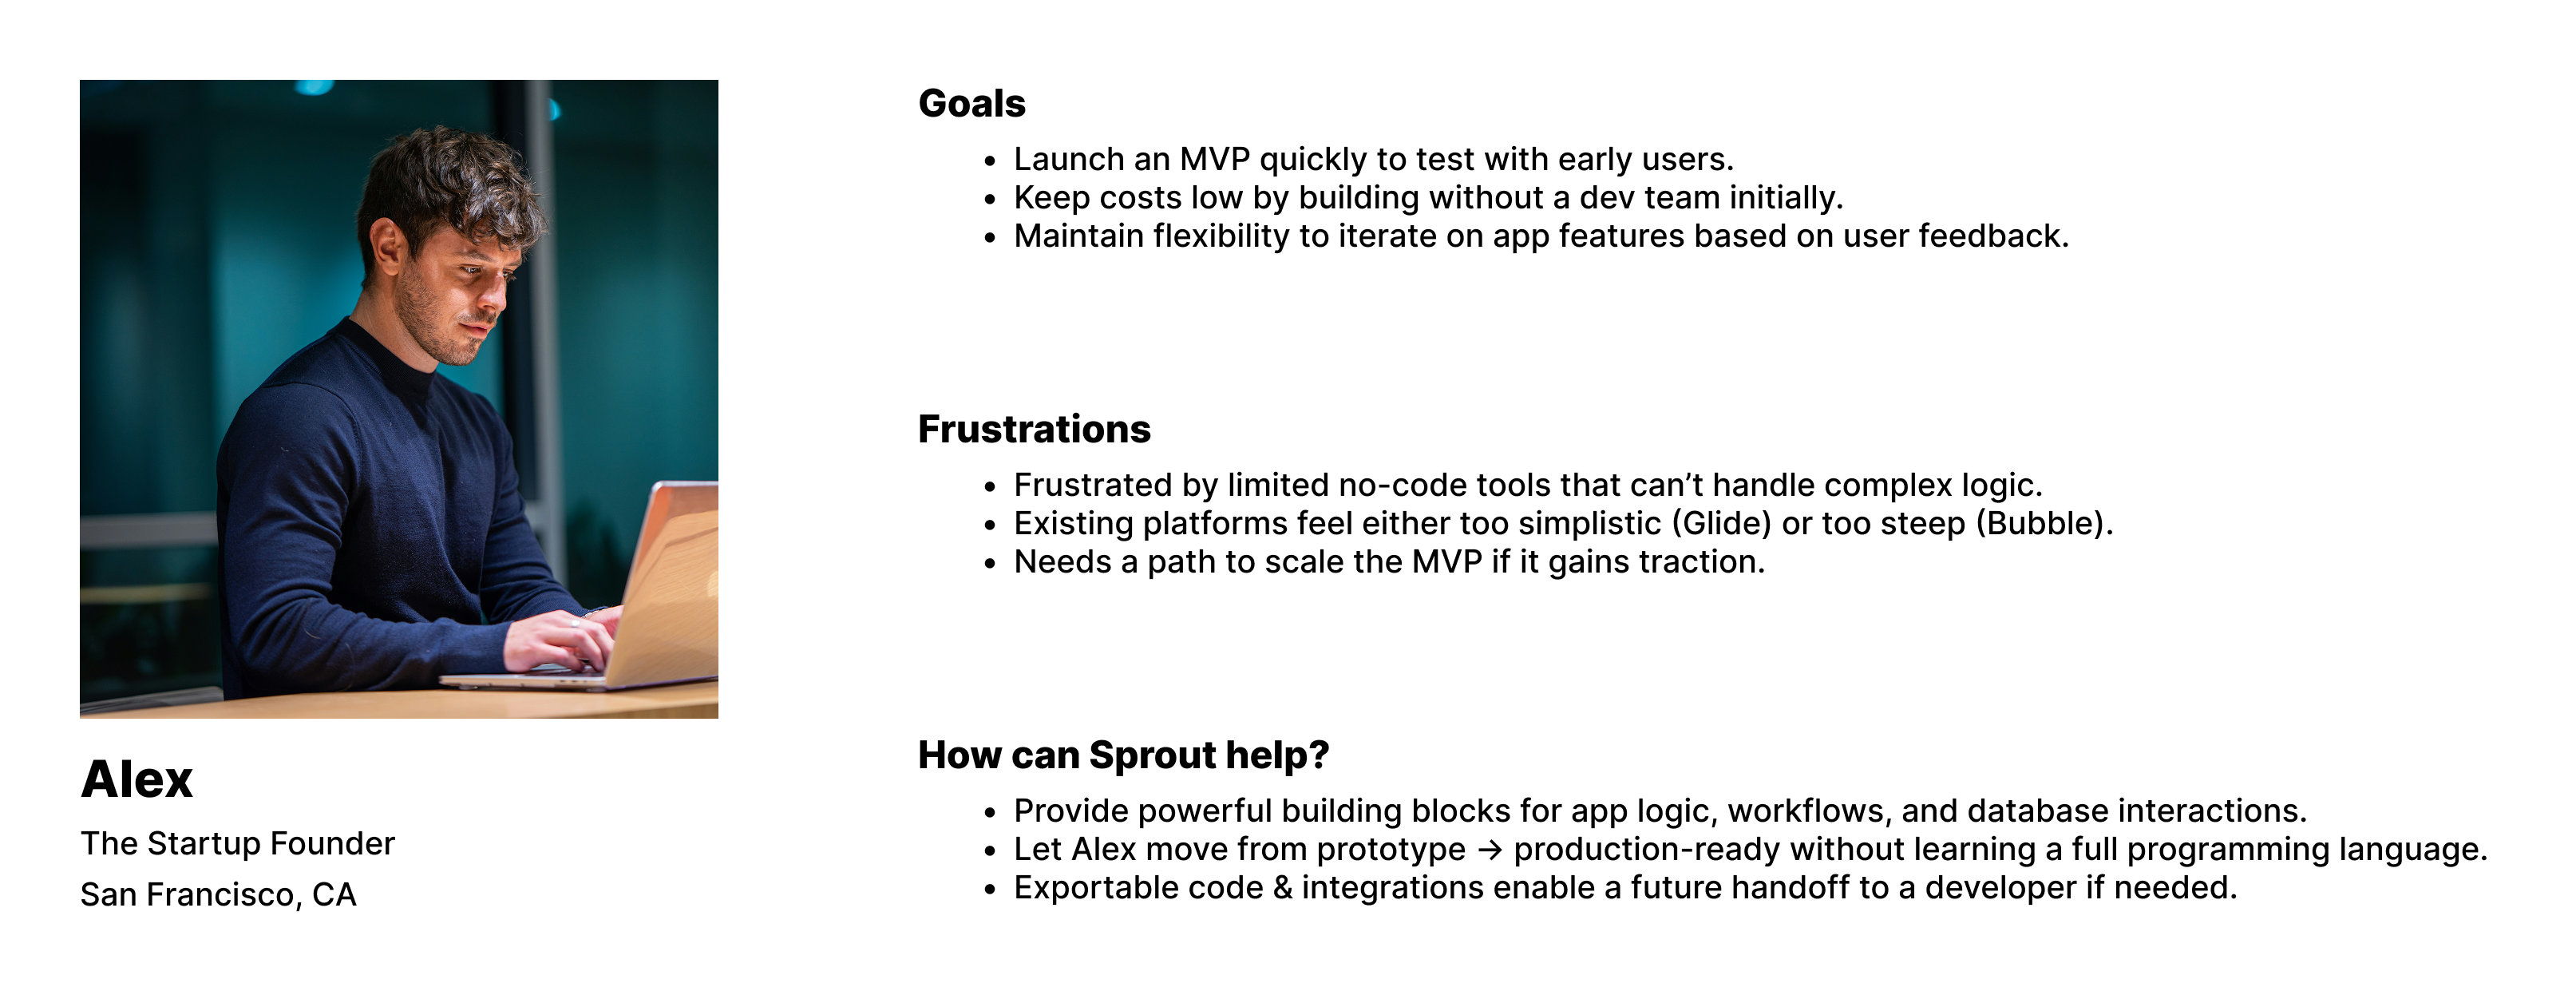 Goals
• Launch an MVP quickly to test with early users.
• Keep costs low by building without a dev team initially.
• Maintain flexibility to iterate on app features based on user feedback.
Frustrations
• Frustrated by limited no-code tools that can’t handle complex logic.
• Existing platforms feel either too simplistic (Glide) or too steep (Bubble).
• Needs a path to scale the MVP if it gains traction.
How can Sprout help?
• Provide powerful building blocks for app logic, workflows, and database interactions.
• Let Alex move from prototype → production-ready without learning a full programming language.
• Exportable code & integrations enable a future handoff to a developer if needed.
Alex
The Startup Founder
San Francisco, CA